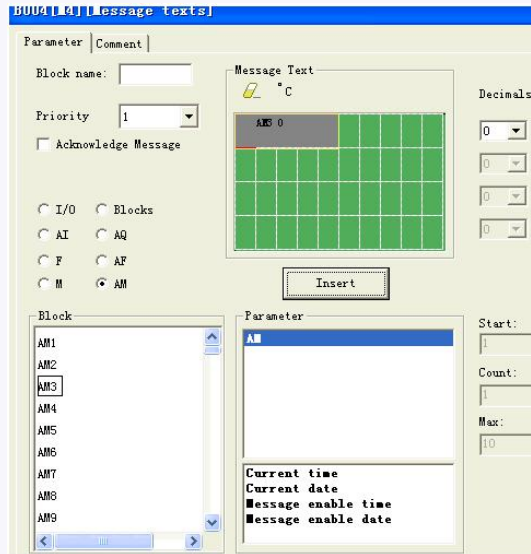 BOO4[M4][Message texts]
Parameter Comment
Block name:
Message Text
°C
Decimals
Priority 1
AM3 0
0
Acknowledge Message
0
0
0
I/O Blocks
AI AQ
F AF
M AM
Insert
Block
Parameter
AM1
AM2
AM3
AM4
AM5
AM6
AM7
AM8
AM9
AM
Current time
Current date
Message enable time
Message enable date
Start:
1
Count:
1
Max:
10